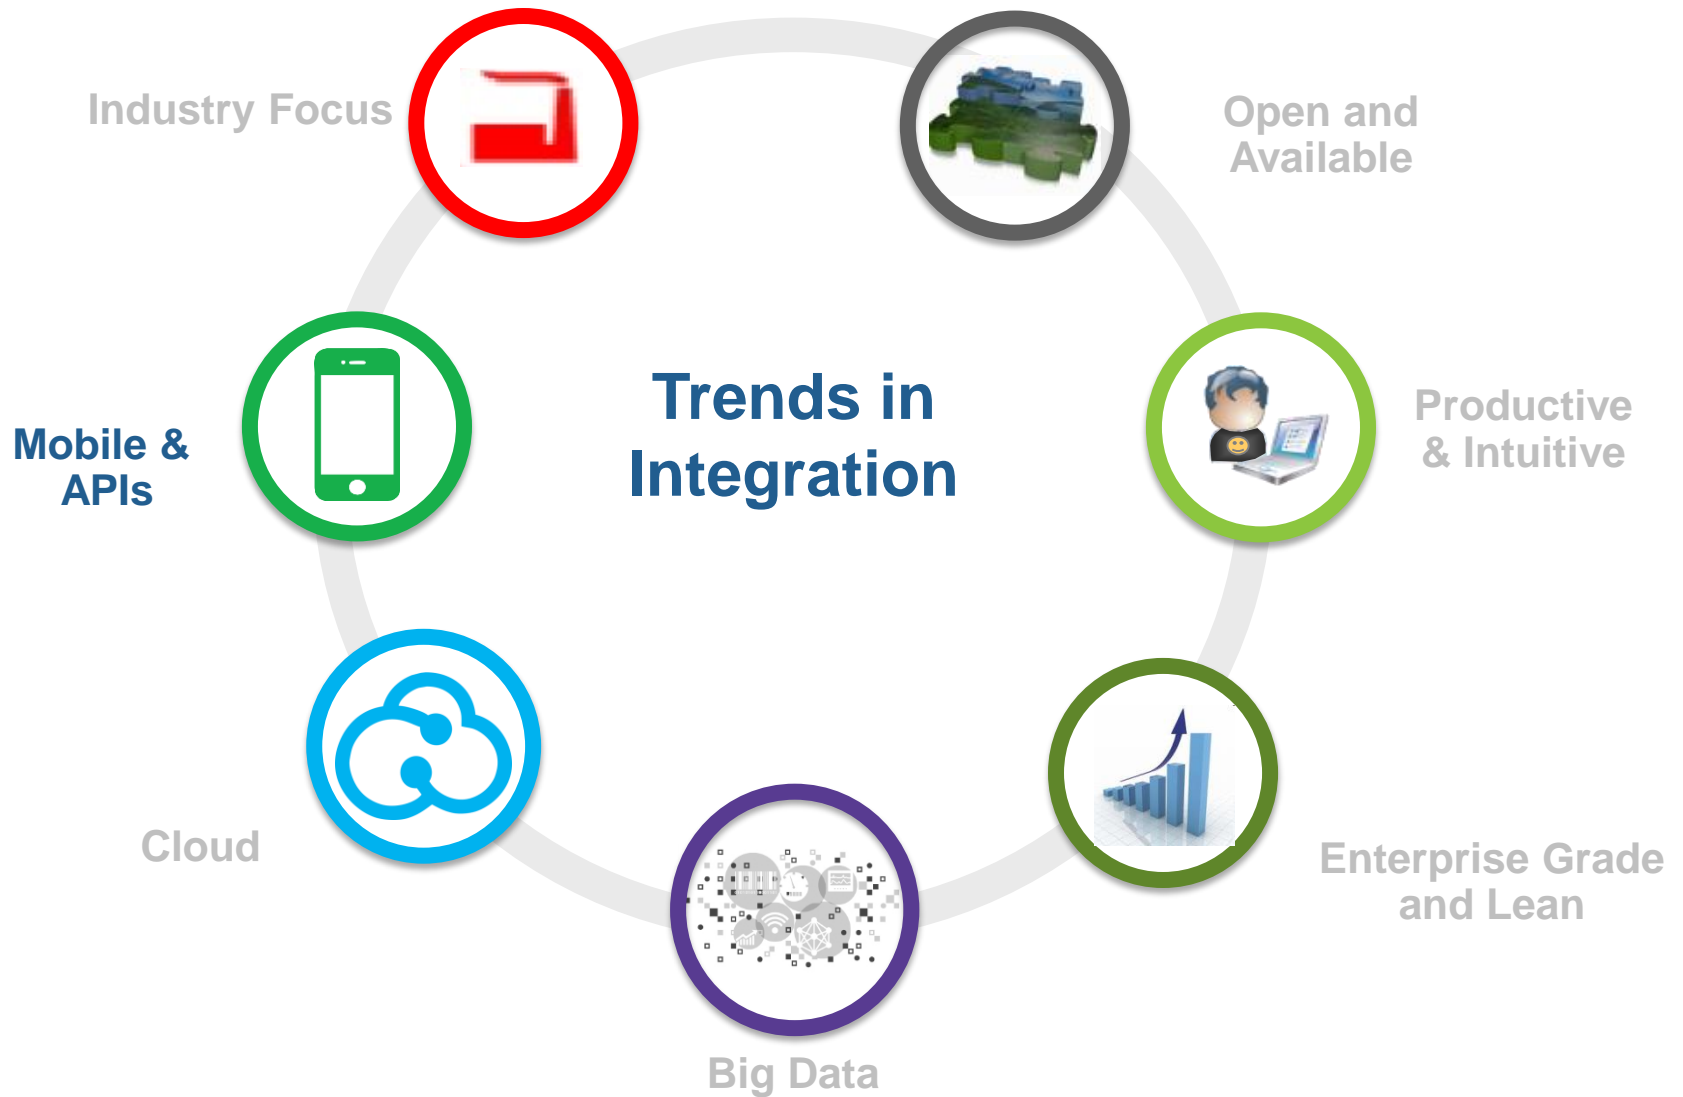 Industry Focus
Open and
Available
Trends in
Integration
Mobile &
APIs
Productive
& Intuitive
Cloud
Enterprise Grade
and Lean
Big Data